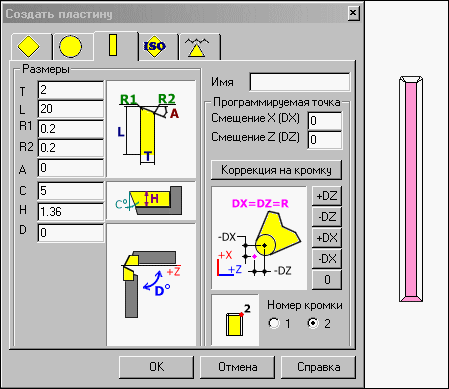 Создать пластину
ISO
Размеры
T 2
L 20
R1 0.2
R2 0.2
A 0
C 5
H 1.36
D 0
R1 R2
A
L
T
C° H
+Z
D°
Имя
Программируемая точка
Смещение X (DX) 0
Смещение Z (DZ) 0
Коррекция на кромку
DX=DZ=R
-DX
+X
+Z
-DZ
+DZ
-DZ
+DX
-DX
0
2
Номер кромки
1 2
OK Отмена Справка